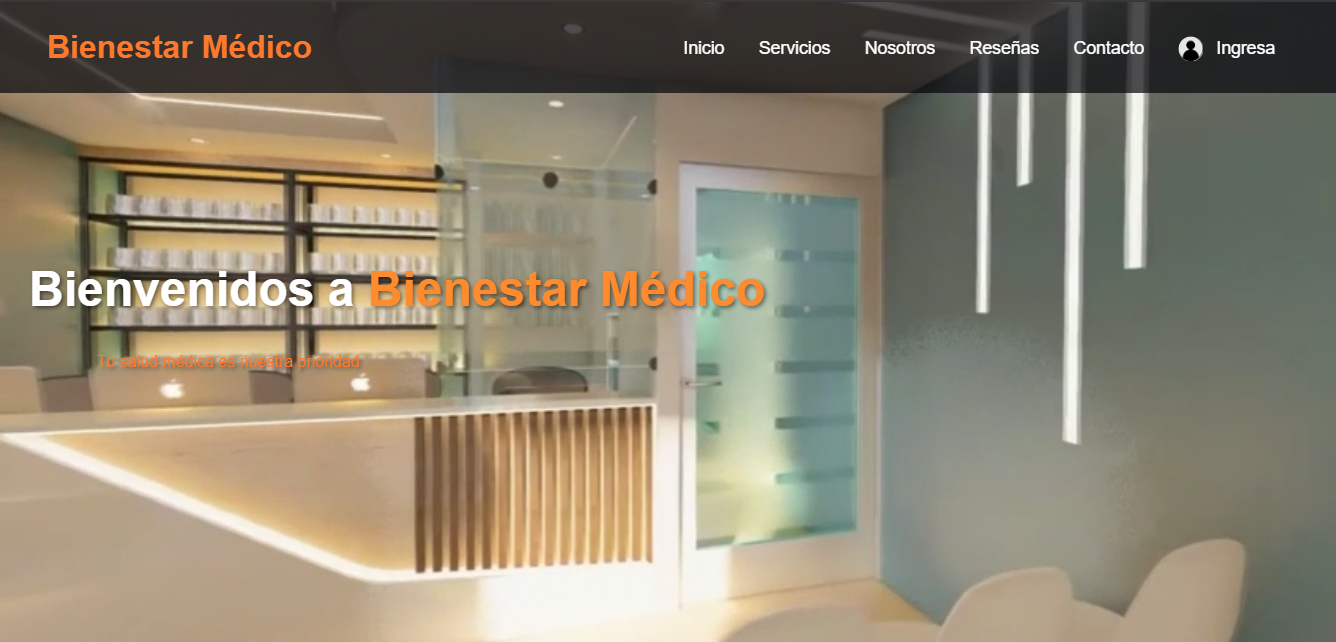 Bienestar Médico
Inicio Servicios Nosotros Reseñas Contacto Ingresa
Bienvenidos a Bienestar Médico
Tu salud médica es nuestra prioridad